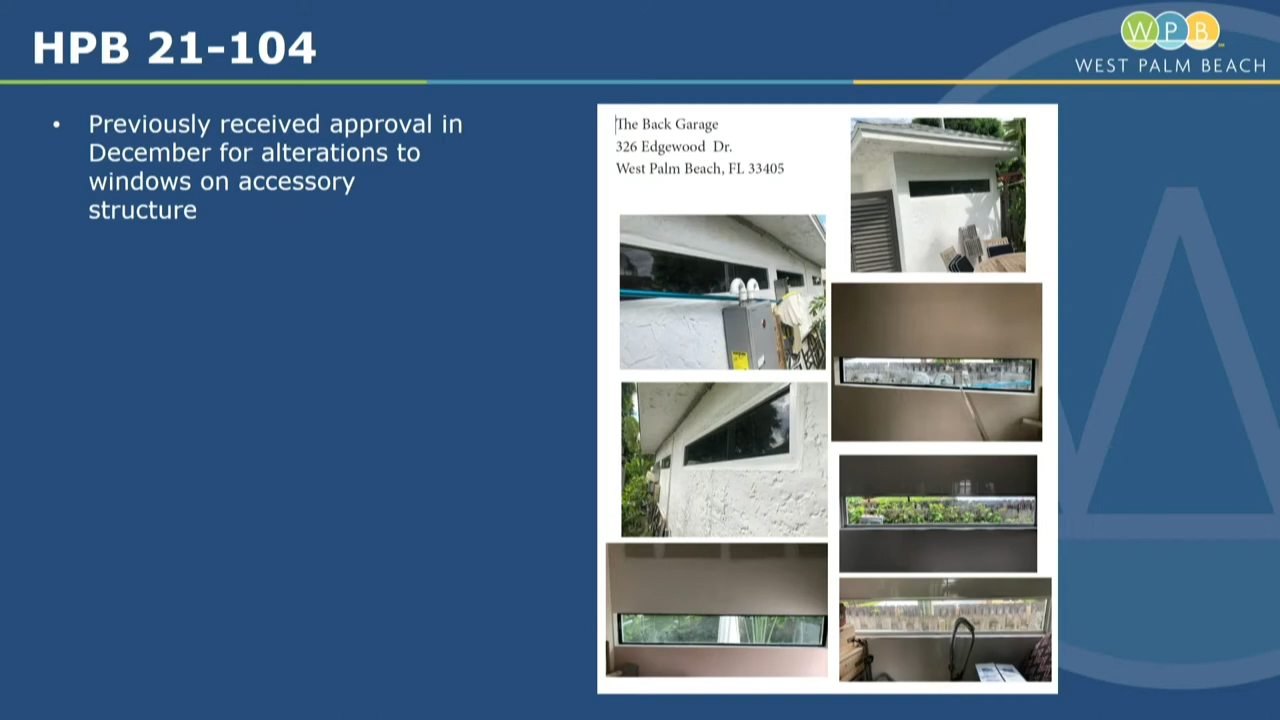 HPB 21-104
WPB
WEST PALM BEACH
• Previously received approval in
December for alterations to
windows on accessory
structure
The Back Garage
326 Edgewood Dr.
West Palm Beach, FL 33405